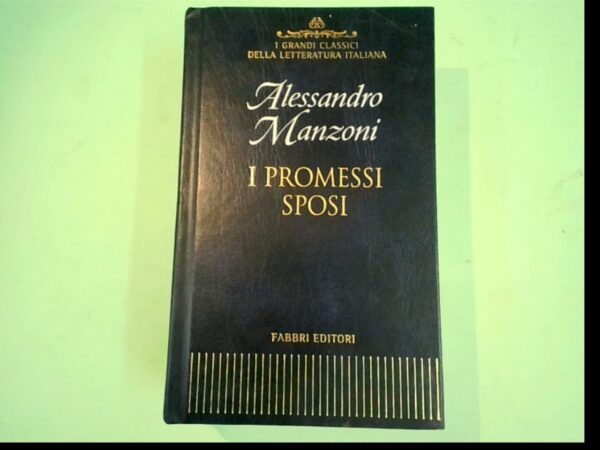 I GRANDI CLASSICI
DELLA LETTERATURA ITALIANA
Alessandro
Manzoni
I PROMESSI
SPOSI
FABBRI EDITORI